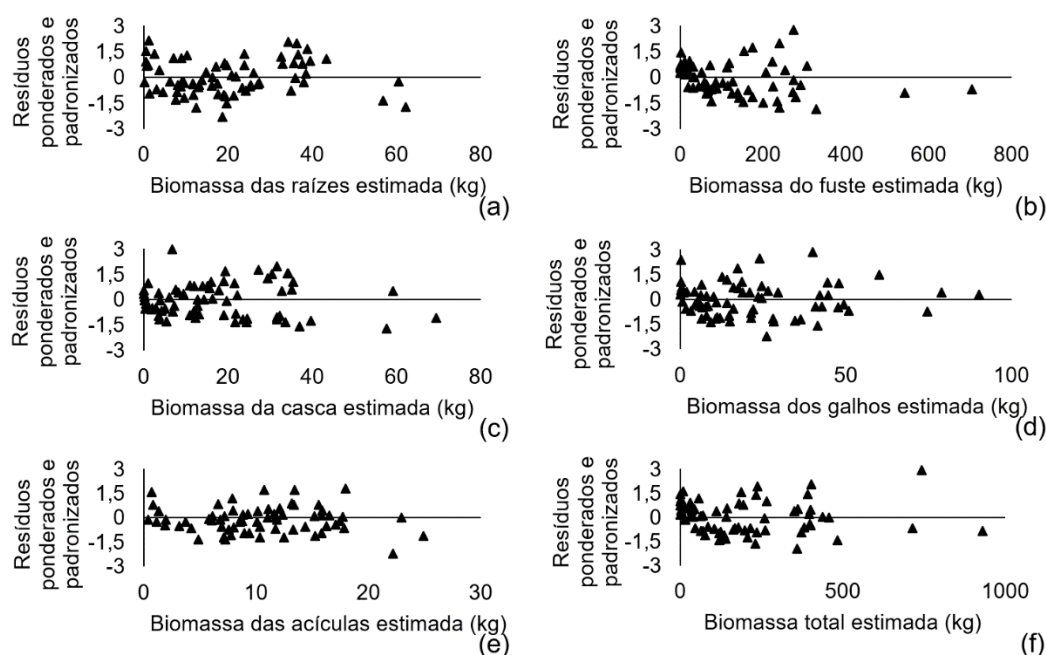 Resíduos
ponderados e
padronizados
3
1,5
0
-1,5
-3
0
20
40
60
80
Biomassa das raízes estimada (kg)
(a)
Resíduos
ponderados e
padronizados
3
1,5
0
-1,5
-3
0
200
400
600
800
Biomassa do fuste estimada (kg)
(b)
Resíduos
ponderados e
padronizados
3
1,5
0
-1,5
-3
0
20
40
60
80
Biomassa da casca estimada (kg)
(c)
Resíduos
ponderados e
padronizados
3
1,5
0
-1,5
-3
0
50
100
Biomassa dos galhos estimada (kg)
(d)
Resíduos
ponderados e
padronizados
3
1,5
0
-1,5
-3
0
10
20
30
Biomassa das acículas estimada (kg)
(e)
Resíduos
ponderados e
padronizados
3
1,5
0
-1,5
-3
0
500
1000
Biomassa total estimada (kg)
(f)